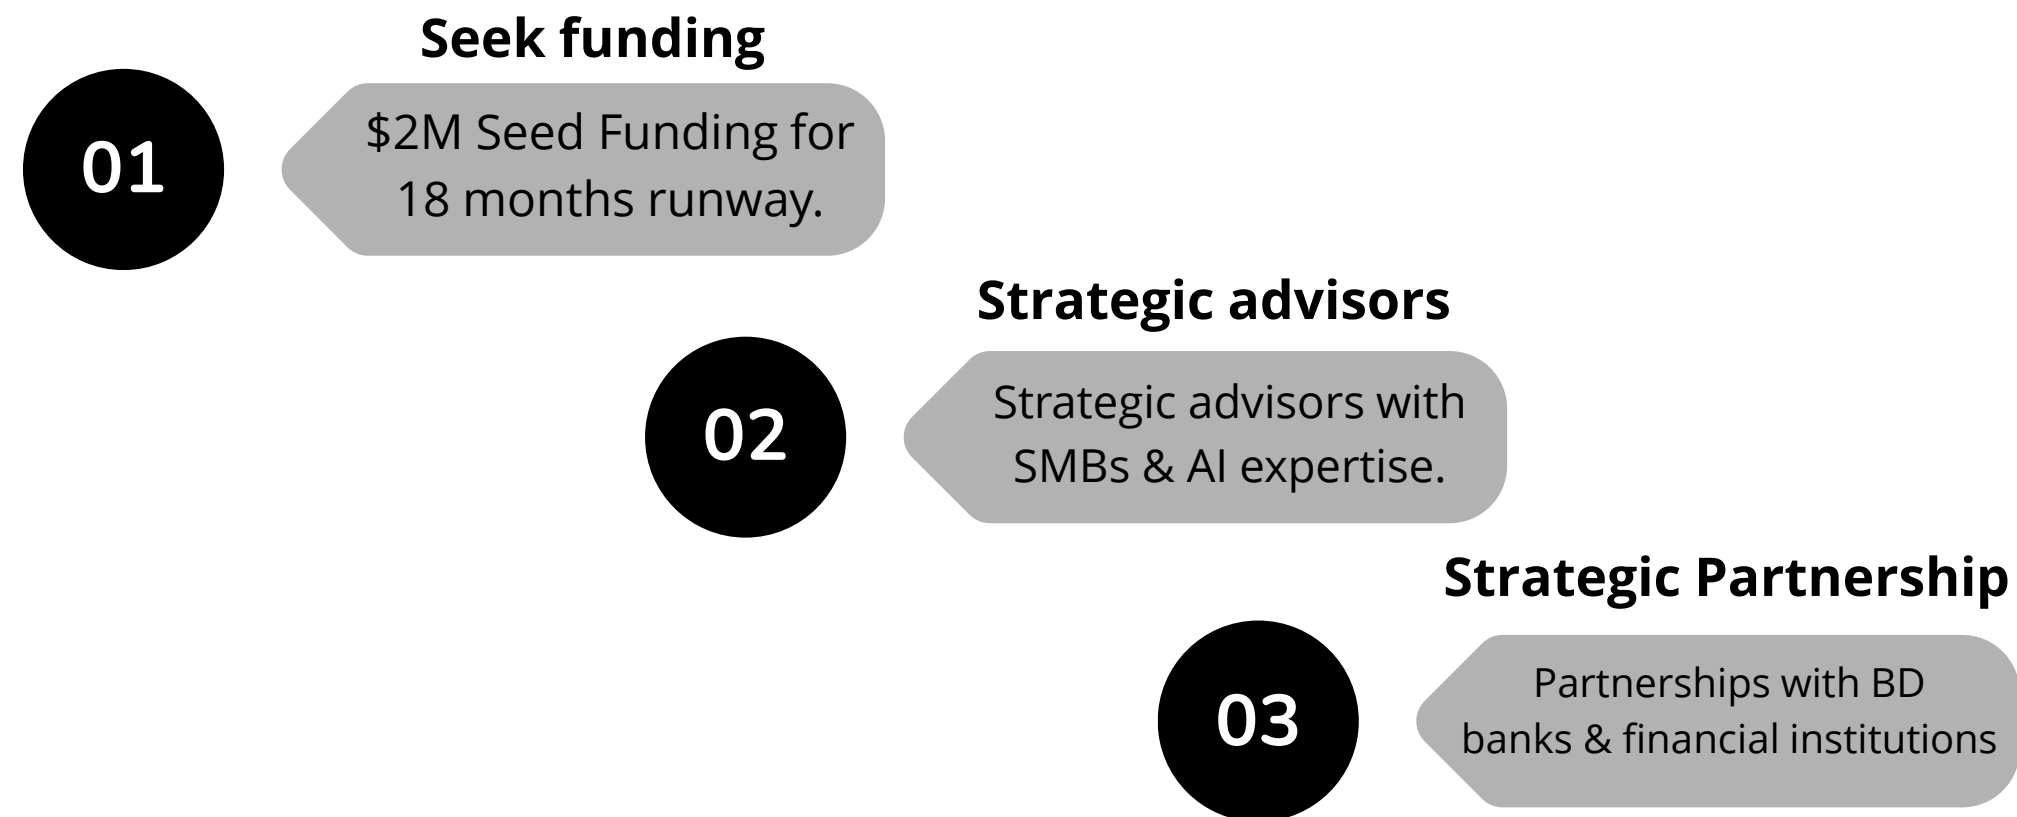 Seek funding
01
$2M Seed Funding for
18 months runway.
Strategic advisors
02
Strategic advisors with
SMBs & AI expertise.
Strategic Partnership
03
Partnerships with BD
banks & financial institutions